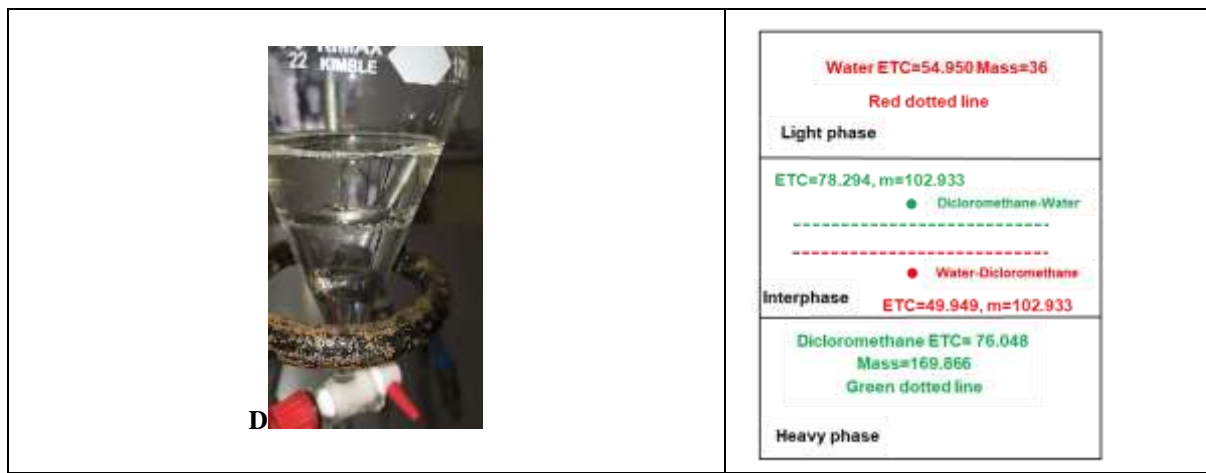 22 KIMBLE
D
Water ETC=54.950 Mass=36
Red dotted line
Light phase
ETC=78.294, m=102.933
Dicloromethane-Water
Water-Dicloromethane
Interphase
ETC=49.949, m=102.933
Dicloromethane ETC= 76.048
Mass=169.866
Green dotted line
Heavy phase